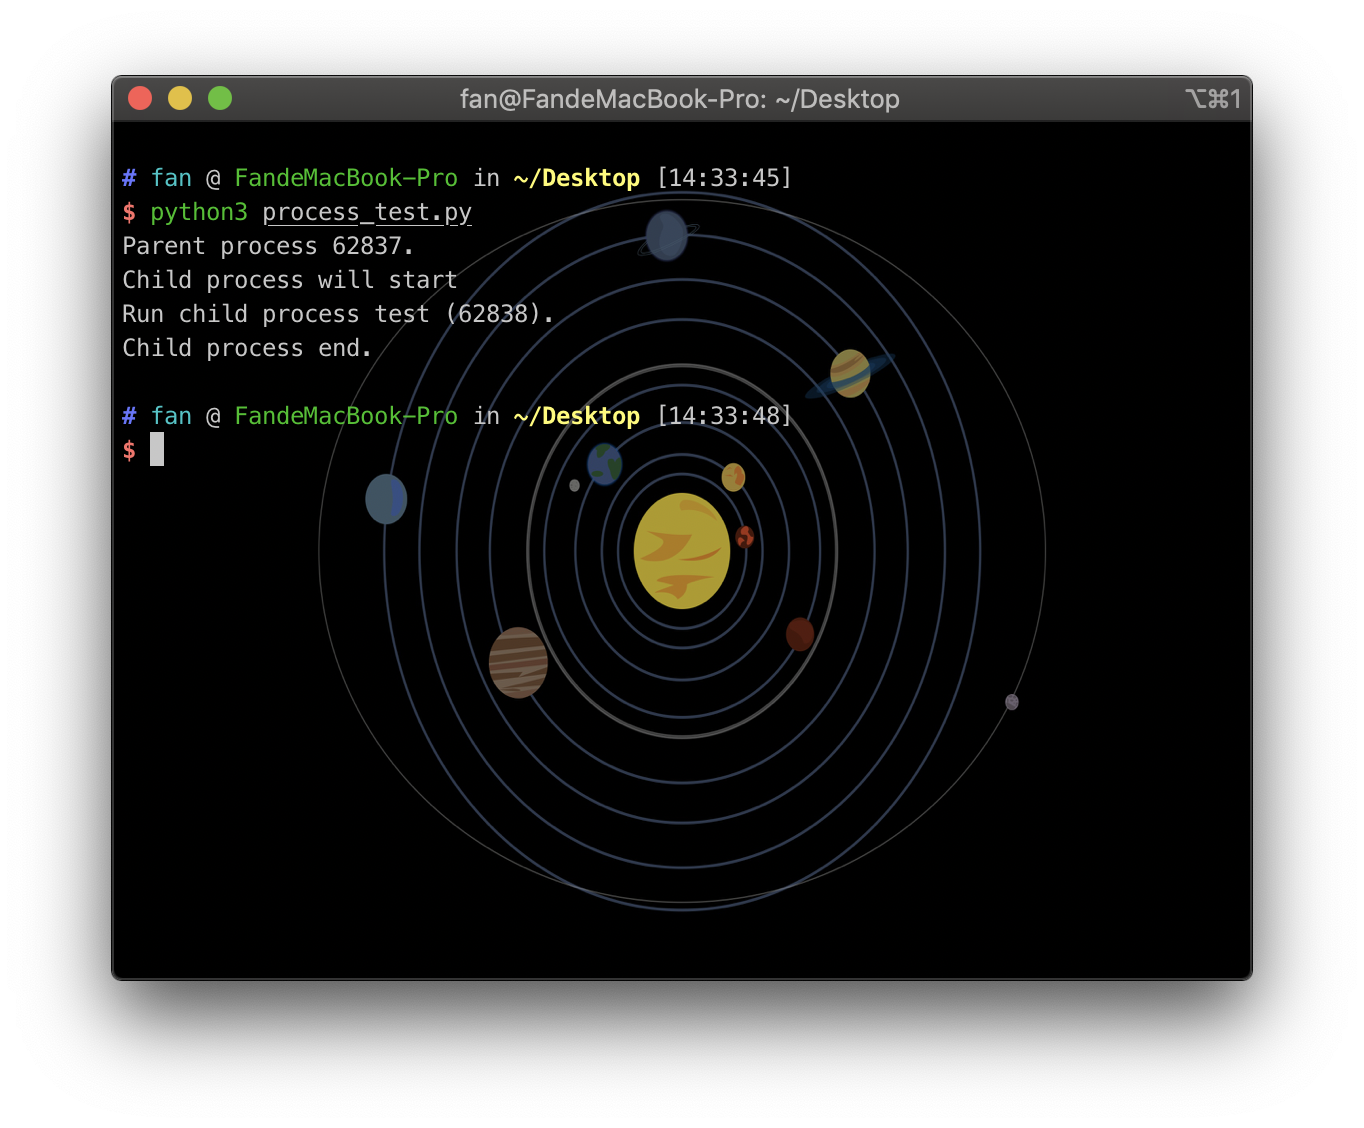 fan@FandeMacBook-Pro: ~/Desktop ⌥⌘1
# fan @ FandeMacBook-Pro in ~/Desktop [14:33:45]
$ python3 process_test.py
Parent process 62837.
Child process will start
Run child process test (62838).
Child process end.
# fan @ FandeMacBook-Pro in ~/Desktop [14:33:48]
$